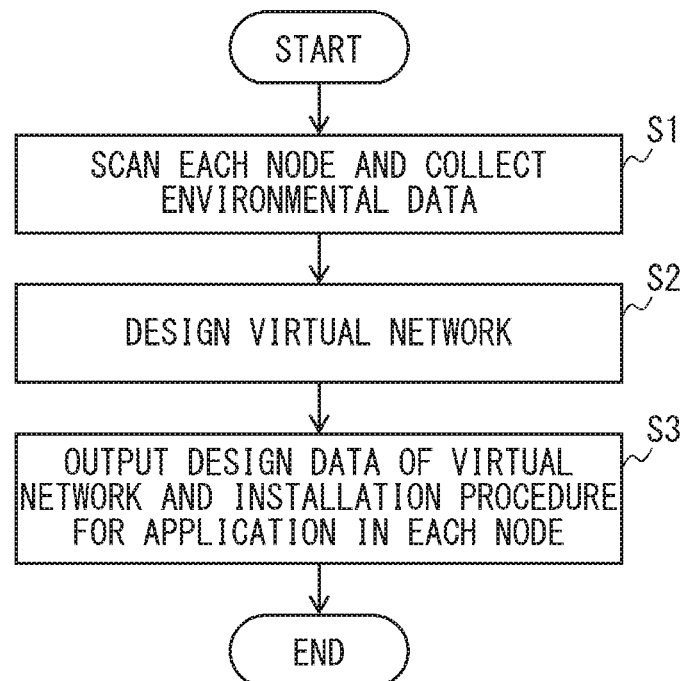 START
S1
SCAN EACH NODE AND COLLECT
ENVIRONMENTAL DATA
S2
DESIGN VIRTUAL NETWORK
S3
OUTPUT DESIGN DATA OF VIRTUAL
NETWORK AND INSTALLATION PROCEDURE
FOR APPLICATION IN EACH NODE
END